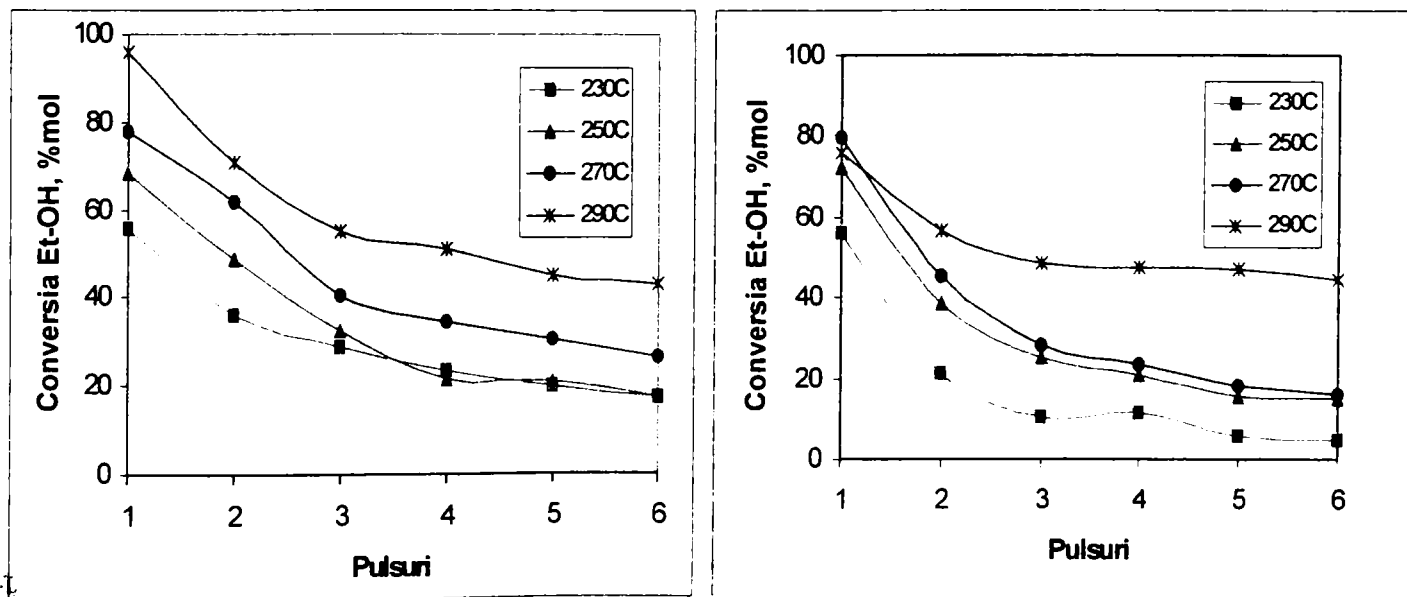 Conversia Et-OH, %mol
100
80
60
40
20
0
1 2 3 4 5 6
Pulsuri
230C
250C
270C
290C
Conversia Et-OH, %mol
100
80
60
40
20
0
1 2 3 4 5 6
Pulsuri
230C
250C
270C
290C